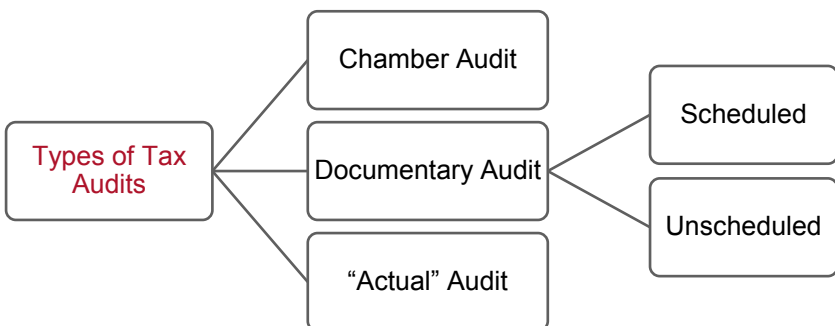 Types of Tax
Audits
Chamber Audit
Documentary Audit
“Actual” Audit
Scheduled
Unscheduled